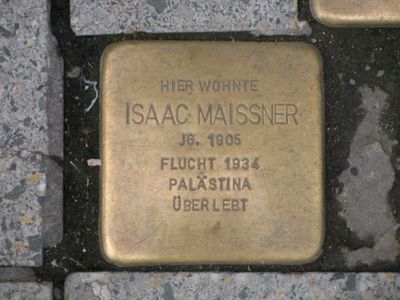 HIER WOHNTE
ISAAC MAISSNER
JG. 1905
FLUCHT 1934
PALÄSTINA
ÜBERLEBT